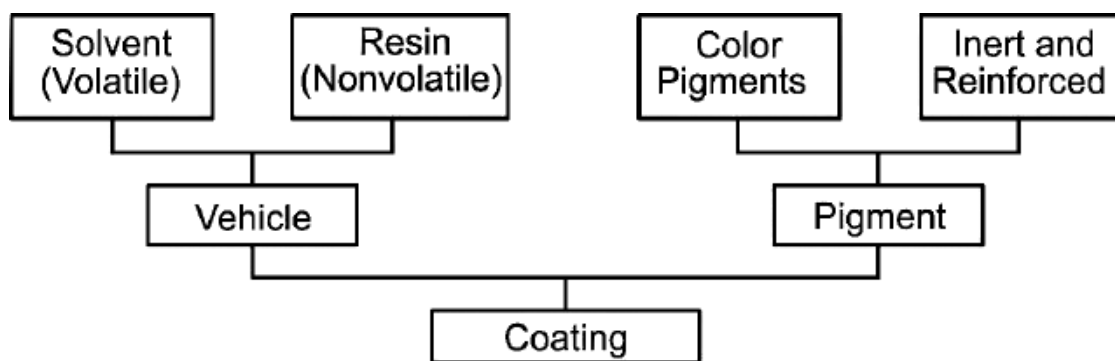 Solvent
(Volatile)
Resin
(Nonvolatile)
Color
Pigments
Inert and
Reinforced
Vehicle
Pigment
Coating